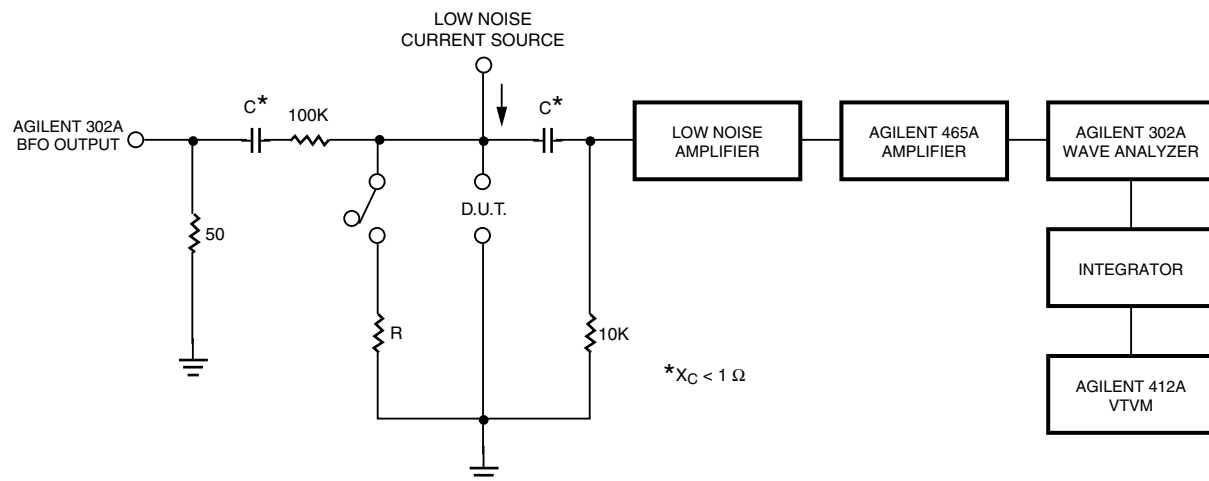 LOW NOISE
CURRENT SOURCE
AGILENT 302A
BFO OUTPUT
C*
100K
C*
LOW NOISE
AMPLIFIER
AGILENT 465A
AMPLIFIER
AGILENT 302A
WAVE ANALYZER
D.U.T.
50
INTEGRATOR
R
10K
*XC < 1 Ω
AGILENT 412A
VTVM